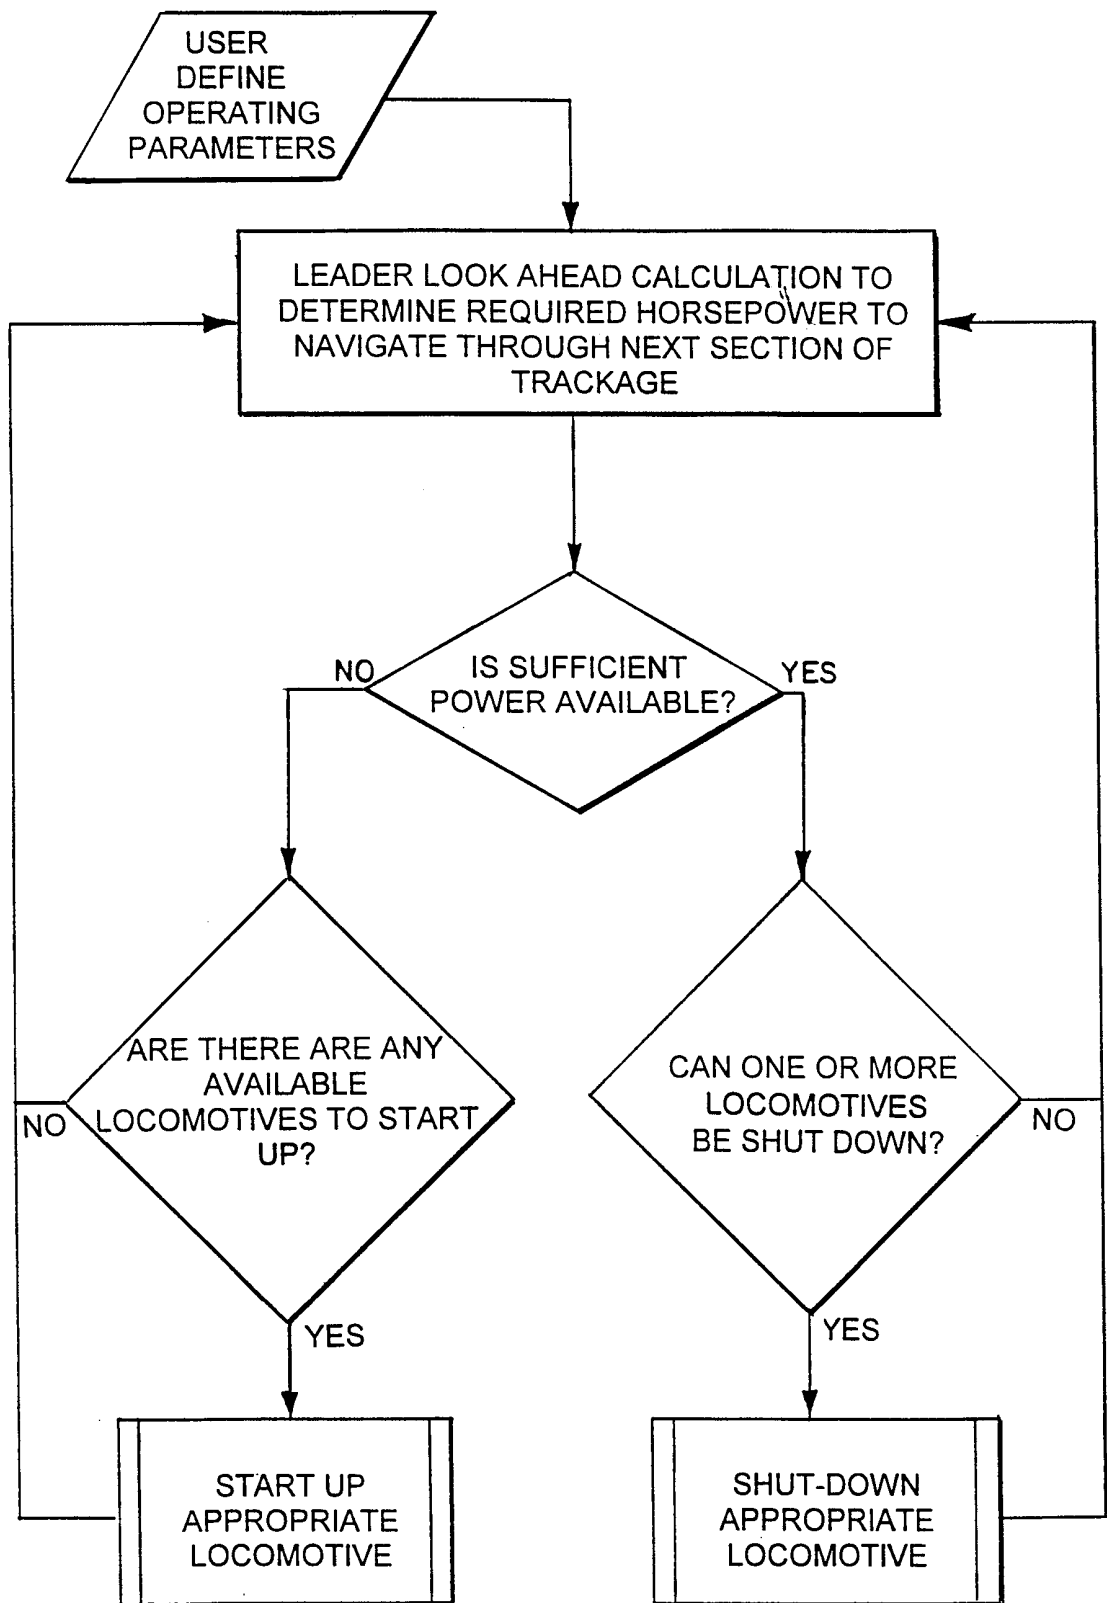 USER
DEFINE
OPERATING
PARAMETERS
LEADER LOOK AHEAD CALCULATION TO
DETERMINE REQUIRED HORSEPOWER TO
NAVIGATE THROUGH NEXT SECTION OF
TRACKAGE
NO
IS SUFFICIENT
POWER AVAILABLE?
YES
ARE THERE ARE ANY
AVAILABLE
LOCOMOTIVES TO START
UP?
NO
CAN ONE OR MORE
LOCOMOTIVES
BE SHUT DOWN?
NO
YES
YES
START UP
APPROPRIATE
LOCOMOTIVE
SHUT-DOWN
APPROPRIATE
LOCOMOTIVE